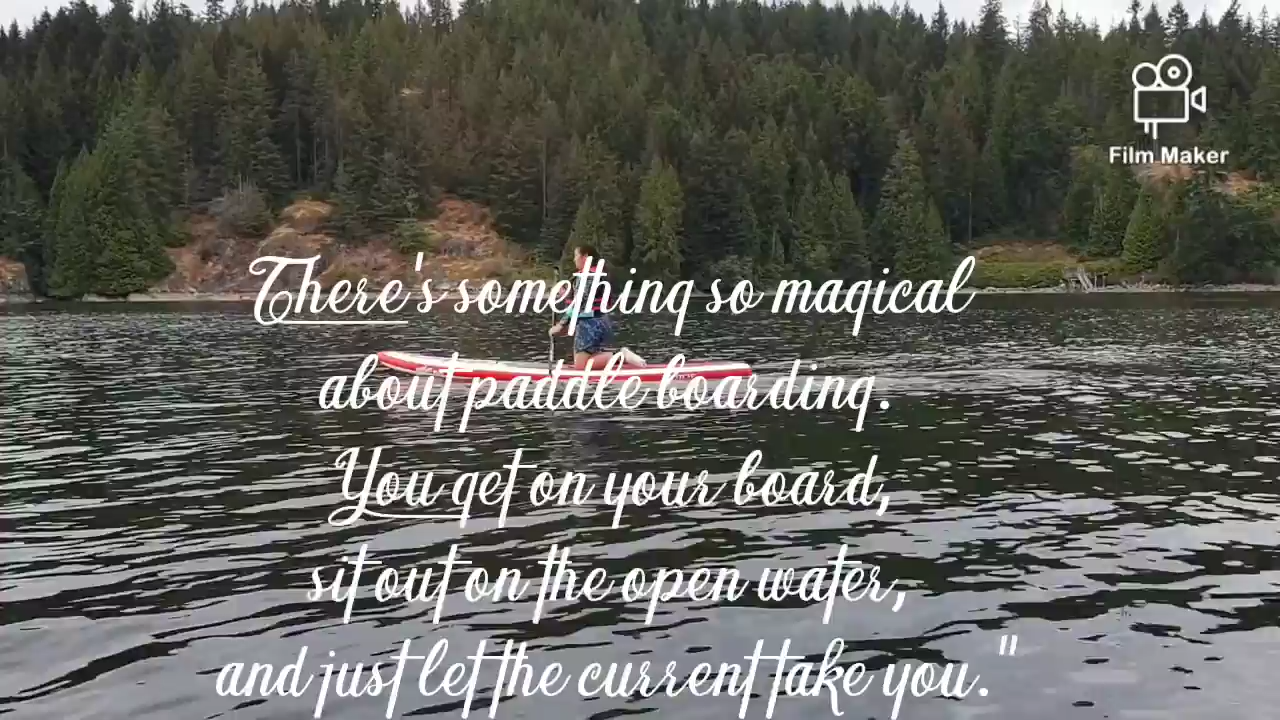 Film Maker
There's something so magical
about paddle boarding.
You get on your board,
sit out on the open water,
and just let the current take you."